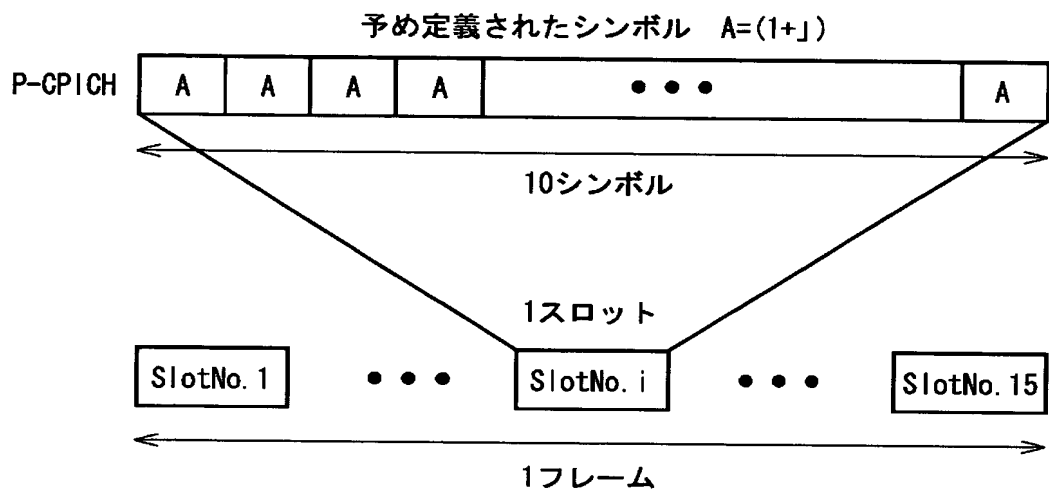 予め定義されたシンボル A=(1+j)
P-CPICH A A A A ••• A
10シンボル
1スロット
SlotNo.1 ••• SlotNo.i ••• SlotNo.15
1フレーム